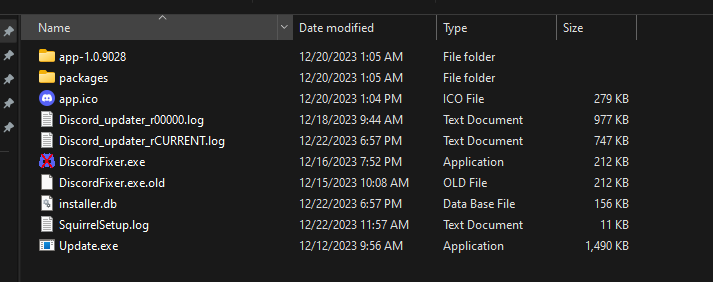 Name Date modified Type Size
app-1.0.9028 12/20/2023 1:05 AM File folder
packages 12/20/2023 1:05 AM File folder
app.ico 12/20/2023 1:04 PM ICO File 279 KB
Discord_updater_r00000.log 12/18/2023 9:44 AM Text Document 977 KB
Discord_updater_rCURRENT.log 12/22/2023 6:57 PM Text Document 747 KB
DiscordFixer.exe 12/16/2023 7:52 PM Application 212 KB
DiscordFixer.exe.old 12/15/2023 10:08 AM OLD File 212 KB
installer.db 12/22/2023 6:57 PM Data Base File 156 KB
SquirrelSetup.log 12/22/2023 11:57 AM Text Document 11 KB
Update.exe 12/12/2023 9:56 AM Application 1,490 KB